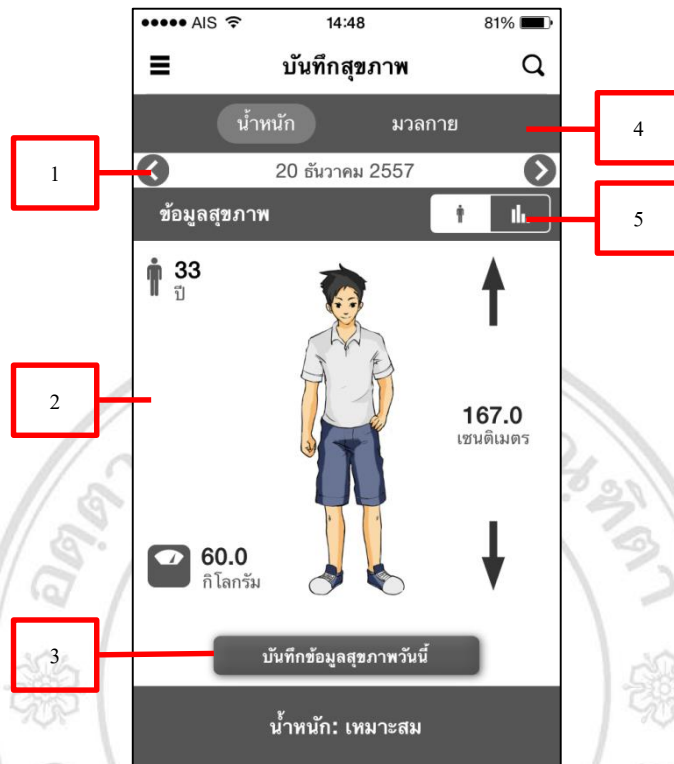 AIS 14:48 81%
บันทึกสุขภาพ
น้ำหนัก มวลกาย
4
1
20 ธันวาคม 2557
ข้อมูลสุขภาพ
5
33
ปี
2
167.0
เซนติเมตร
60.0
กิโลกรัม
3
บันทึกข้อมูลสุขภาพวันนี้
น้ำหนัก: เหมาะสม